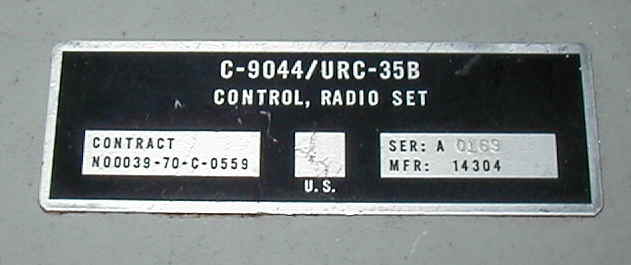 C-9044/URC-35B
CONTROL, RADIO SET
CONTRACT
N00039-70-C-0559
U.S.
SER: A 0169
MFR: 14304